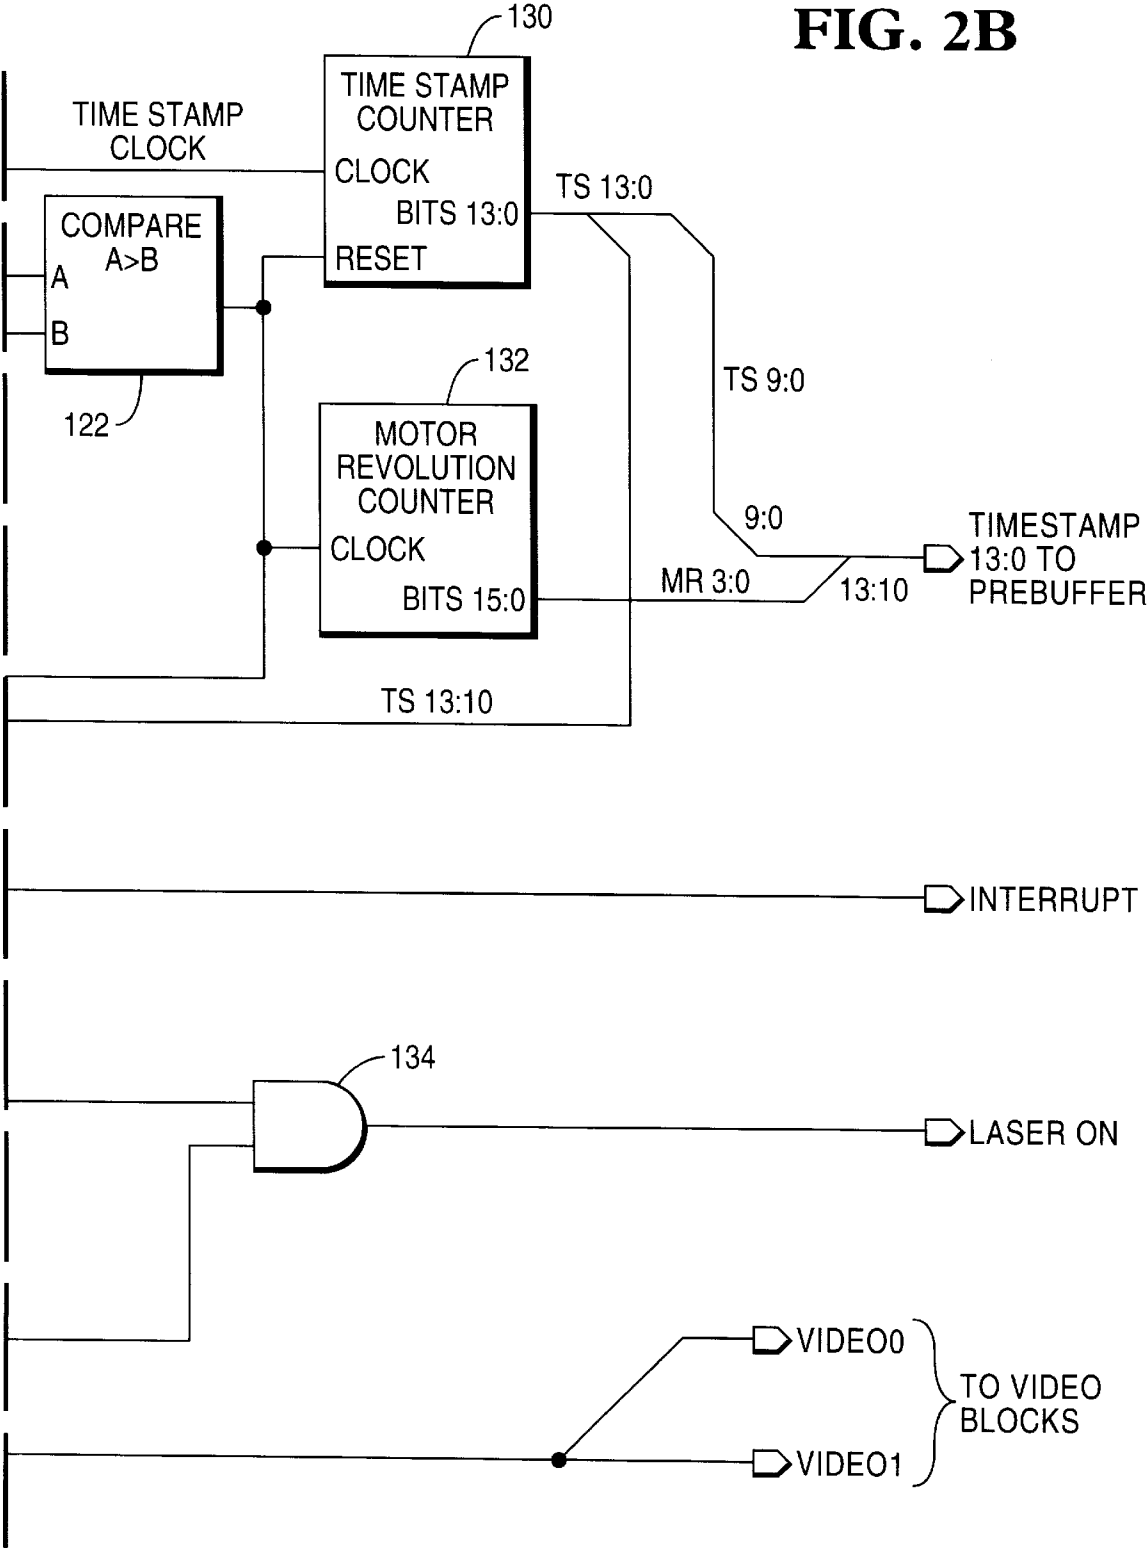 FIG. 2B
130
TIME STAMP
COUNTER
TIME STAMP
CLOCK
CLOCK
BITS 13:0
RESET
TS 13:0
COMPARE
A>B
A
B
122
132
TS 9:0
MOTOR
REVOLUTION
COUNTER
CLOCK
BITS 15:0
9:0
MR 3:0
13:10
TIMESTAMP
13:0 TO
PREBUFFER
TS 13:10
INTERRUPT
134
LASER ON
VIDEO0
VIDEO1
TO VIDEO
BLOCKS